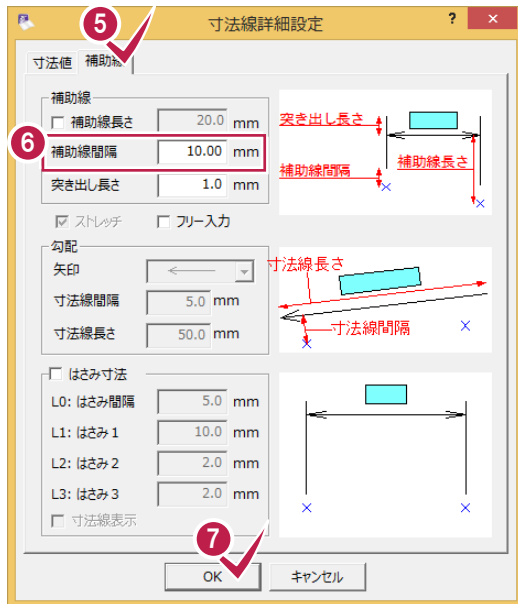 寸法線詳細設定 ? ×
5
寸法値 補助線
補助線
補助線長さ 20.0 mm
6
補助線間隔 10.00 mm
突き出し長さ 1.0 mm
突き出し長さ
補助線長さ
補助線間隔
ストレッチ フリー入力
勾配
矢印
寸法線間隔 5.0 mm
寸法線長さ 50.0 mm
寸法線長さ
寸法線間隔
はさみ寸法
L0: はさみ間隔 5.0 mm
L1: はさみ 1 10.0 mm
L2: はさみ 2 2.0 mm
L3: はさみ 3 2.0 mm
寸法線表示
7
OK キャンセル